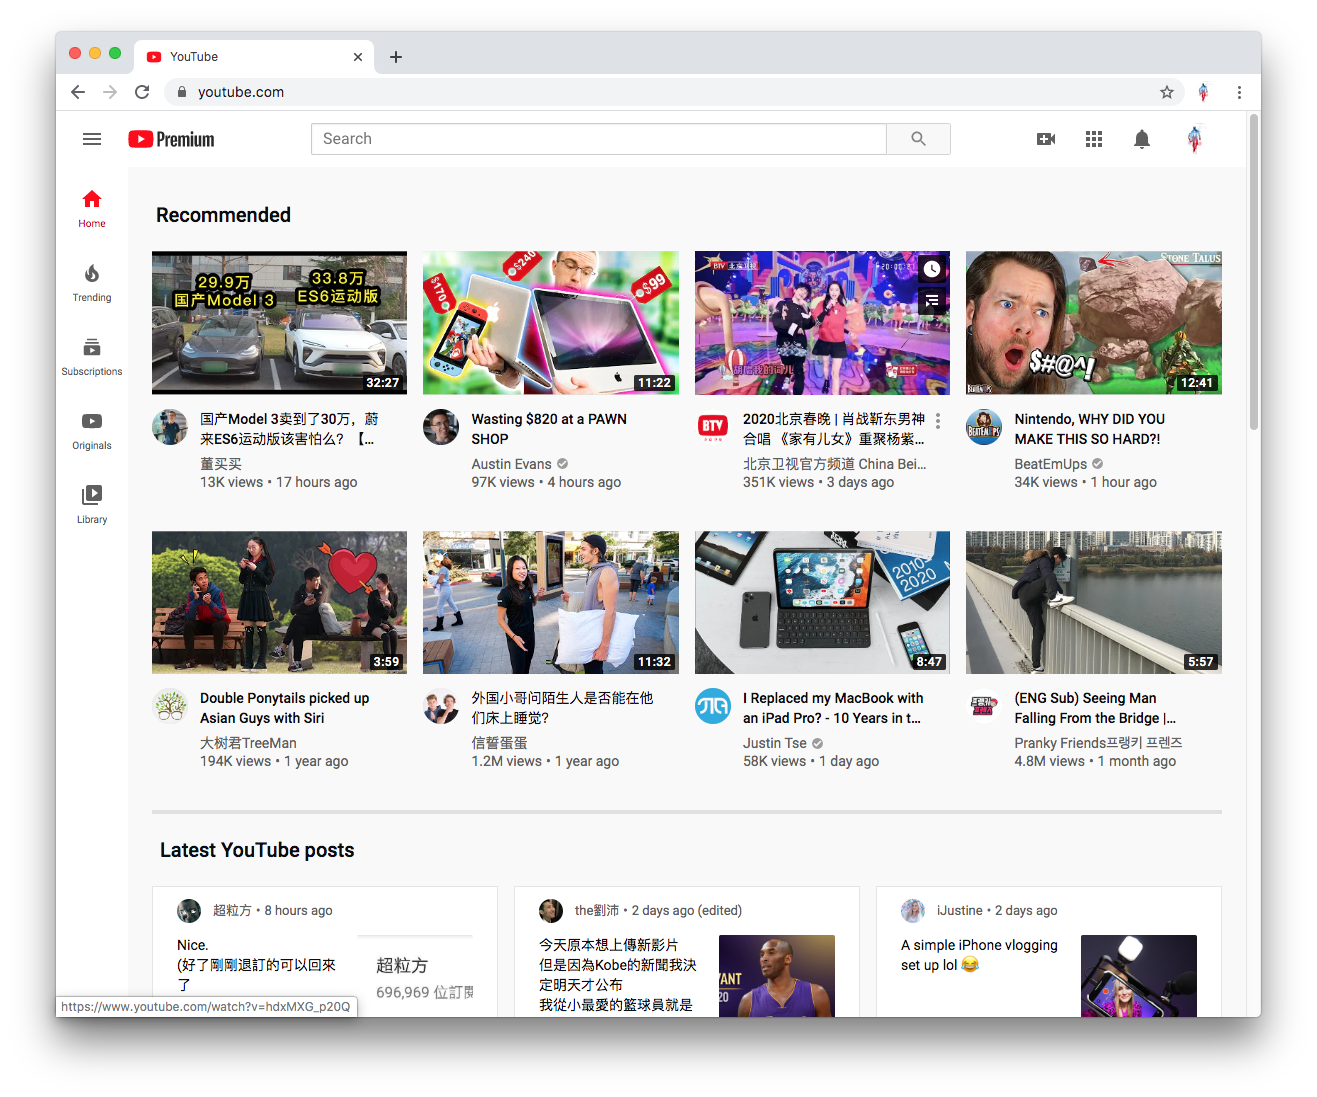 YouTube
youtube.com
Premium
Search
Home
Trending
Subscriptions
Originals
Library
Recommended
29.9万
国产Model 3
33.8万
ES6运动版
32:27
国产Model 3卖到了30万，蔚
来ES6运动版该害怕么？【...
董买买
13K views • 17 hours ago
$170
$240
$99
11:22
Wasting $820 at a PAWN
SHOP
Austin Evans
97K views • 4 hours ago
BTV 北京卫视
BTV
2020北京春晚 | 肖战靳东男神
合唱 《家有儿女》重聚杨紫...
北京卫视官方频道 China Bei...
351K views • 3 days ago
STONE TALUS
$#@^!
BEATEMUPS
12:41
BEATEMUPS
Nintendo, WHY DID YOU
MAKE THIS SO HARD?!
BeatEmUps
34K views • 1 hour ago
3:59
Double Ponytails picked up
Asian Guys with Siri
大树君TreeMan
194K views • 1 year ago
11:32
外国小哥问陌生人是否能在他
们床上睡觉?
信誓蛋蛋
1.2M views • 1 year ago
2010-
2020
8:47
I Replaced my MacBook with
an iPad Pro? - 10 Years in t...
Justin Tse
58K views • 1 day ago
5:57
(ENG Sub) Seeing Man
Falling From the Bridge |...
Pranky Friends프랭키 프렌즈
4.8M views • 1 month ago
Latest YouTube posts
超粒方 • 8 hours ago
Nice.
(好了剛剛退訂的可以回來
了
超粒方
696,969 位訂閱
the劉沛 • 2 days ago (edited)
今天原本想上傳新影片
但是因為Kobe的新聞我決
定明天才公布
我從小最愛的籃球員就是
YANT
20
iJustine • 2 days ago
A simple iPhone vlogging
set up lol 😂
https://www.youtube.com/watch?v=hdxMXG_p20Q